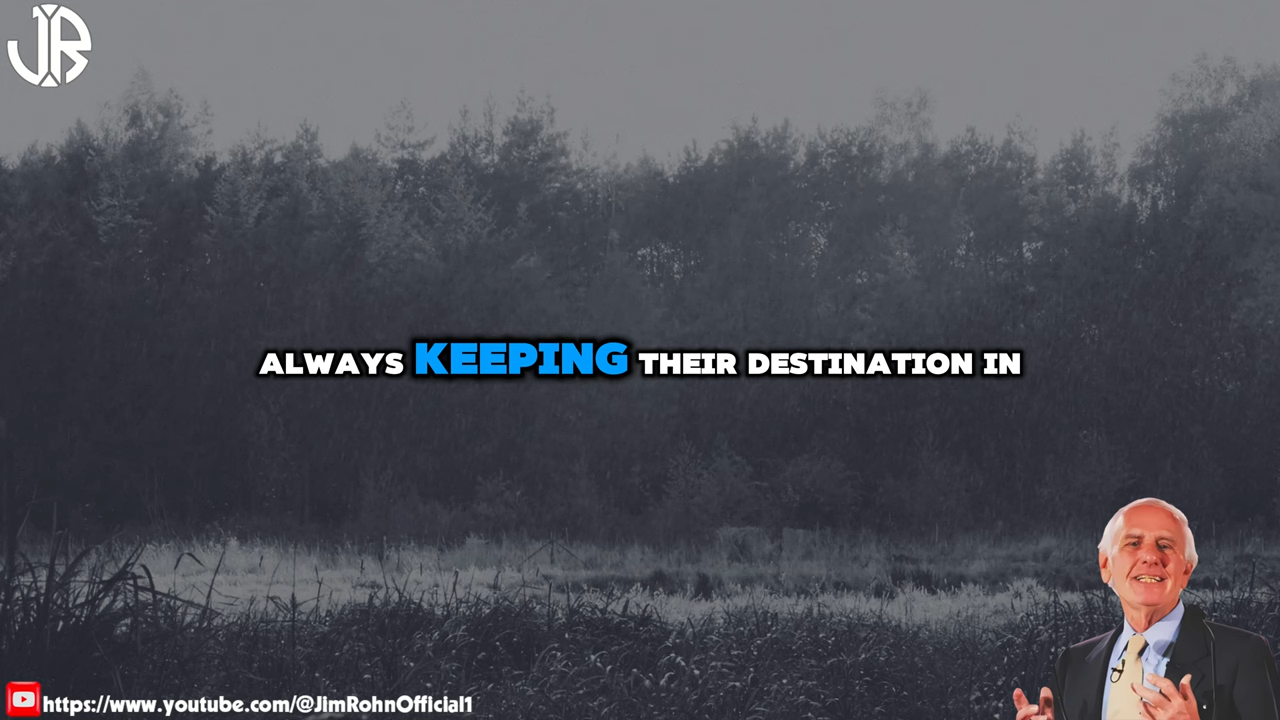 JR
ALWAYS KEEPING THEIR DESTINATION IN
https://www.youtube.com/@JimRohnOfficial1